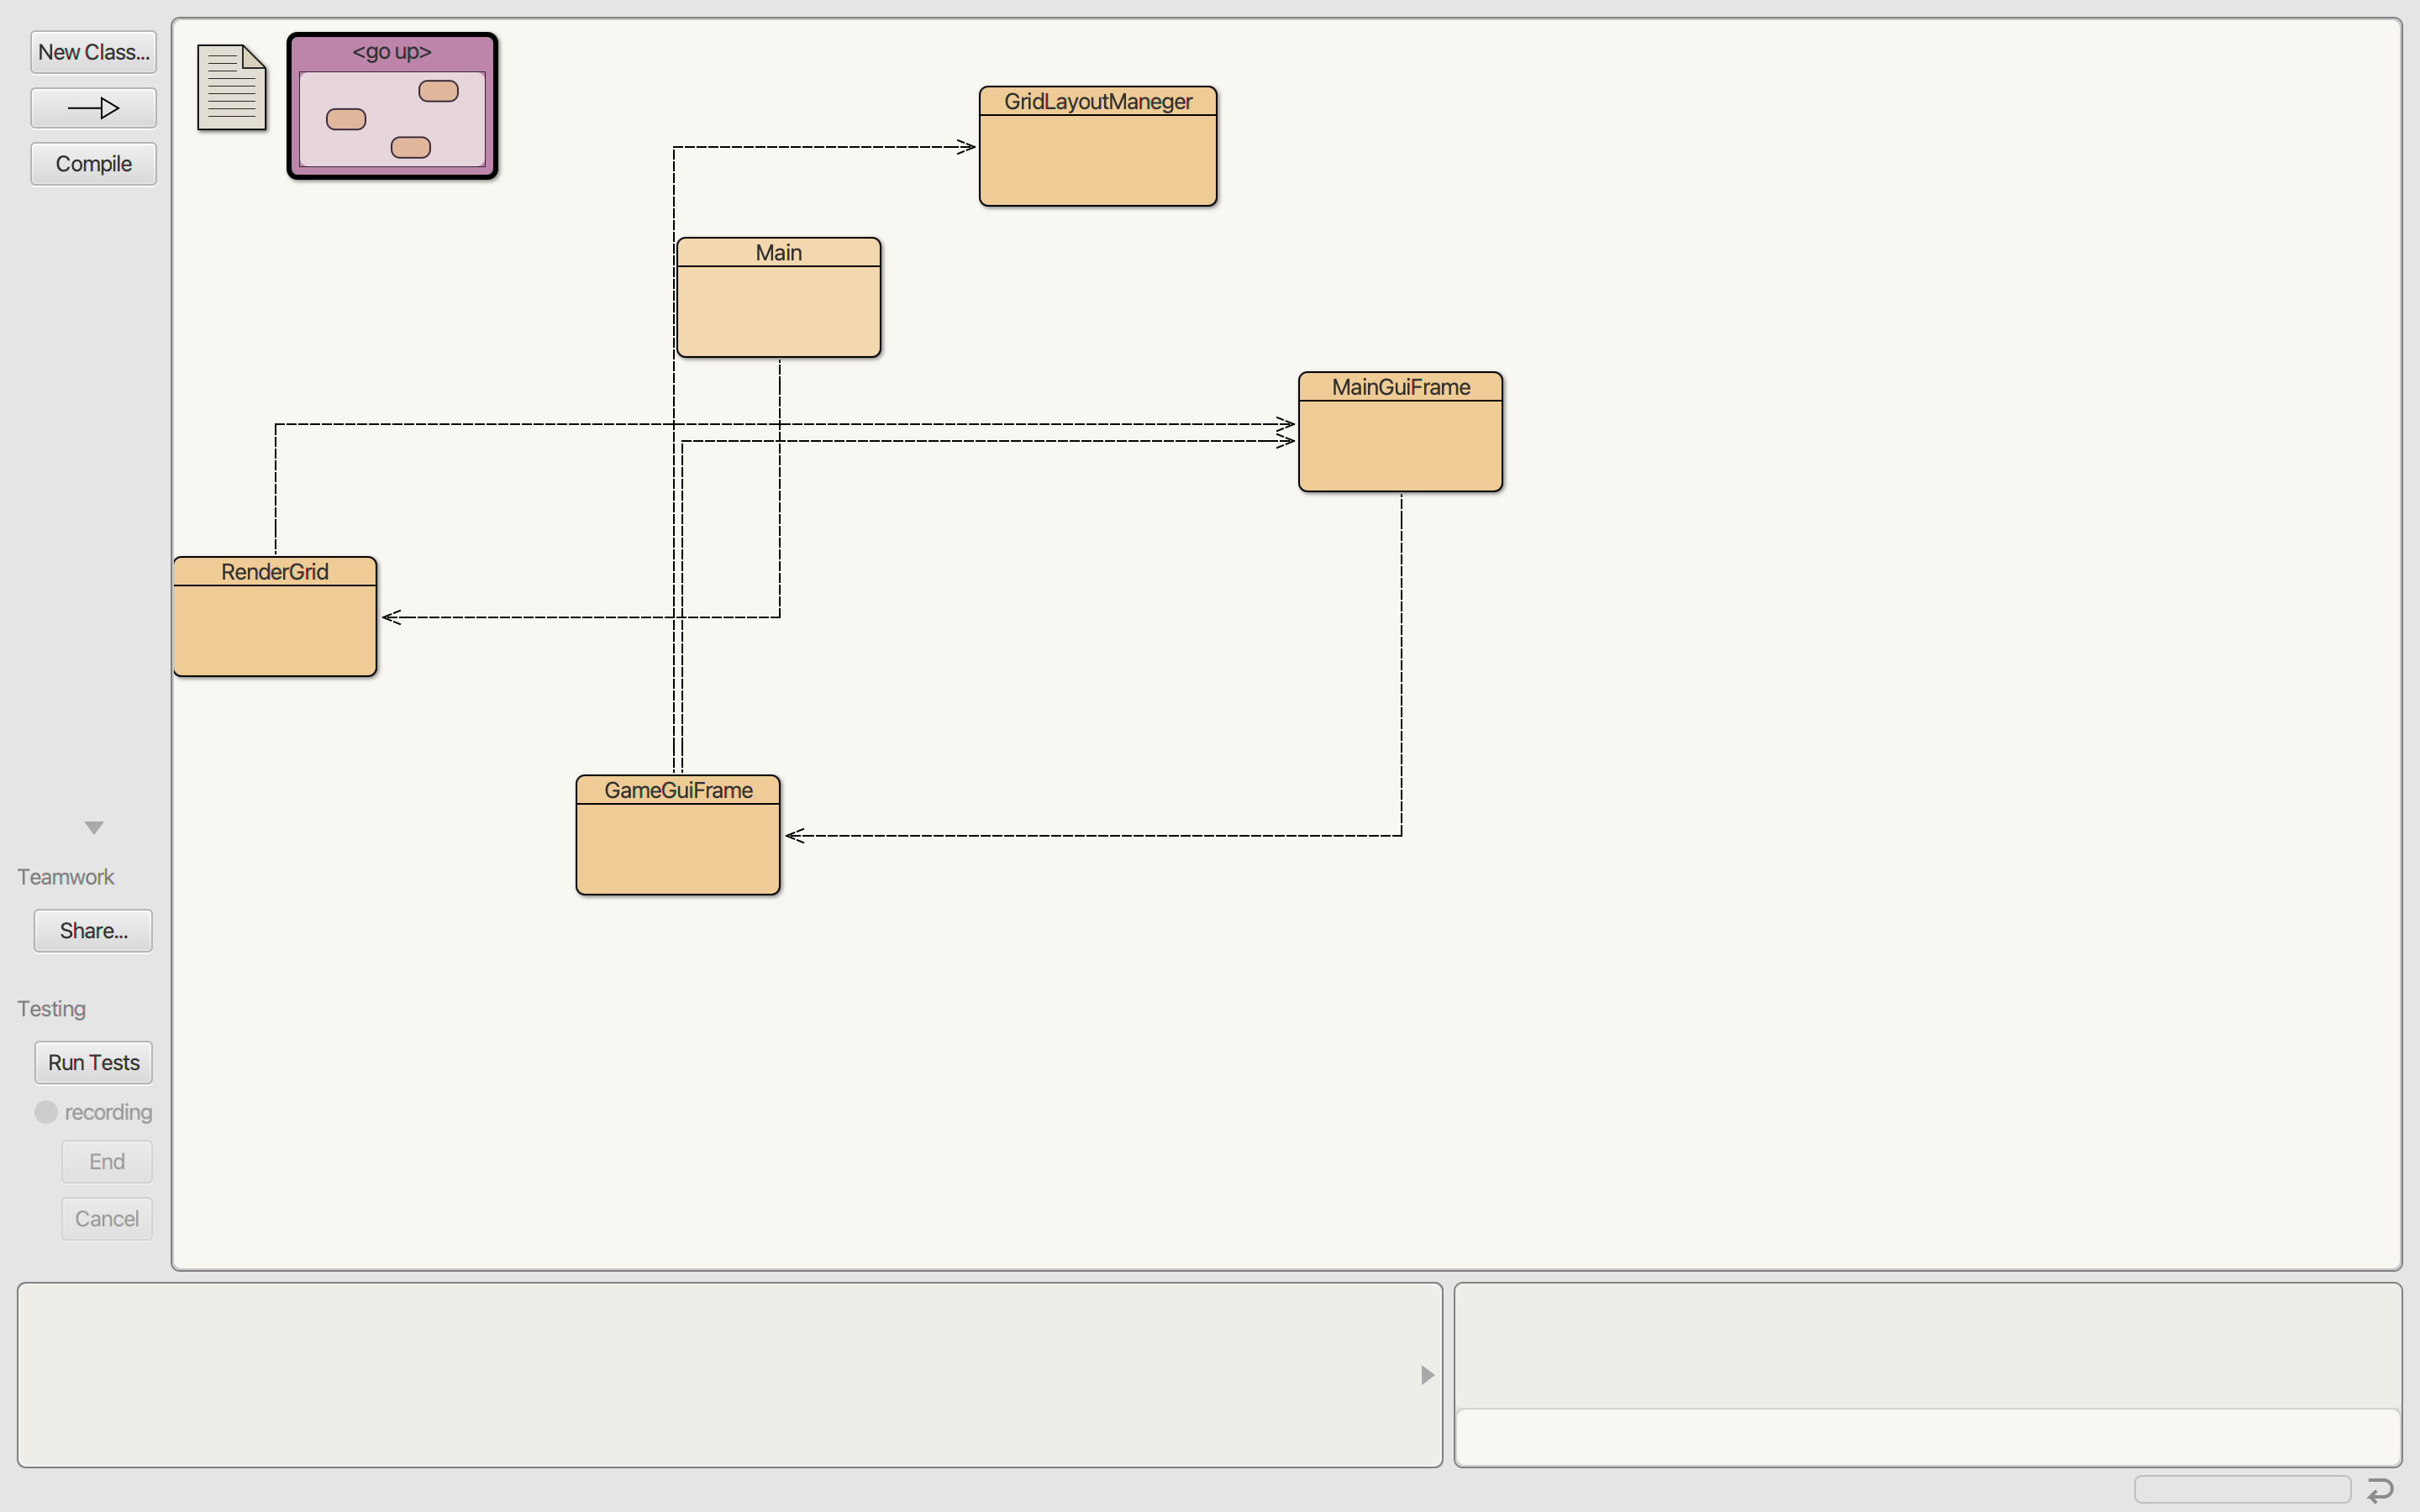 New Class...
<go up>
Compile
GridLayoutManeger
Main
MainGuiFrame
RenderGrid
GameGuiFrame
Teamwork
Share...
Testing
Run Tests
recording
End
Cancel